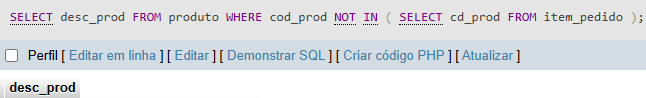 SELECT desc_prod FROM produto WHERE cod_prod NOT IN ( SELECT cd_prod FROM item_pedido );
Perfil [ Editar em linha ] [ Editar ] [ Demonstrar SQL ] [ Criar código PHP ] [ Atualizar ]
desc_prod